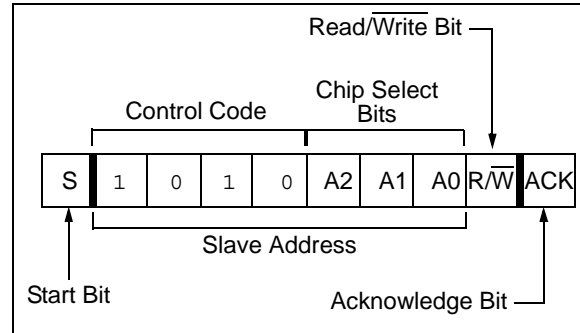 Read/Write Bit
Chip Select
Control Code Bits
S 1 0 1 0 A2 A1 A0 R/W ACK
Slave Address
Start Bit Acknowledge Bit